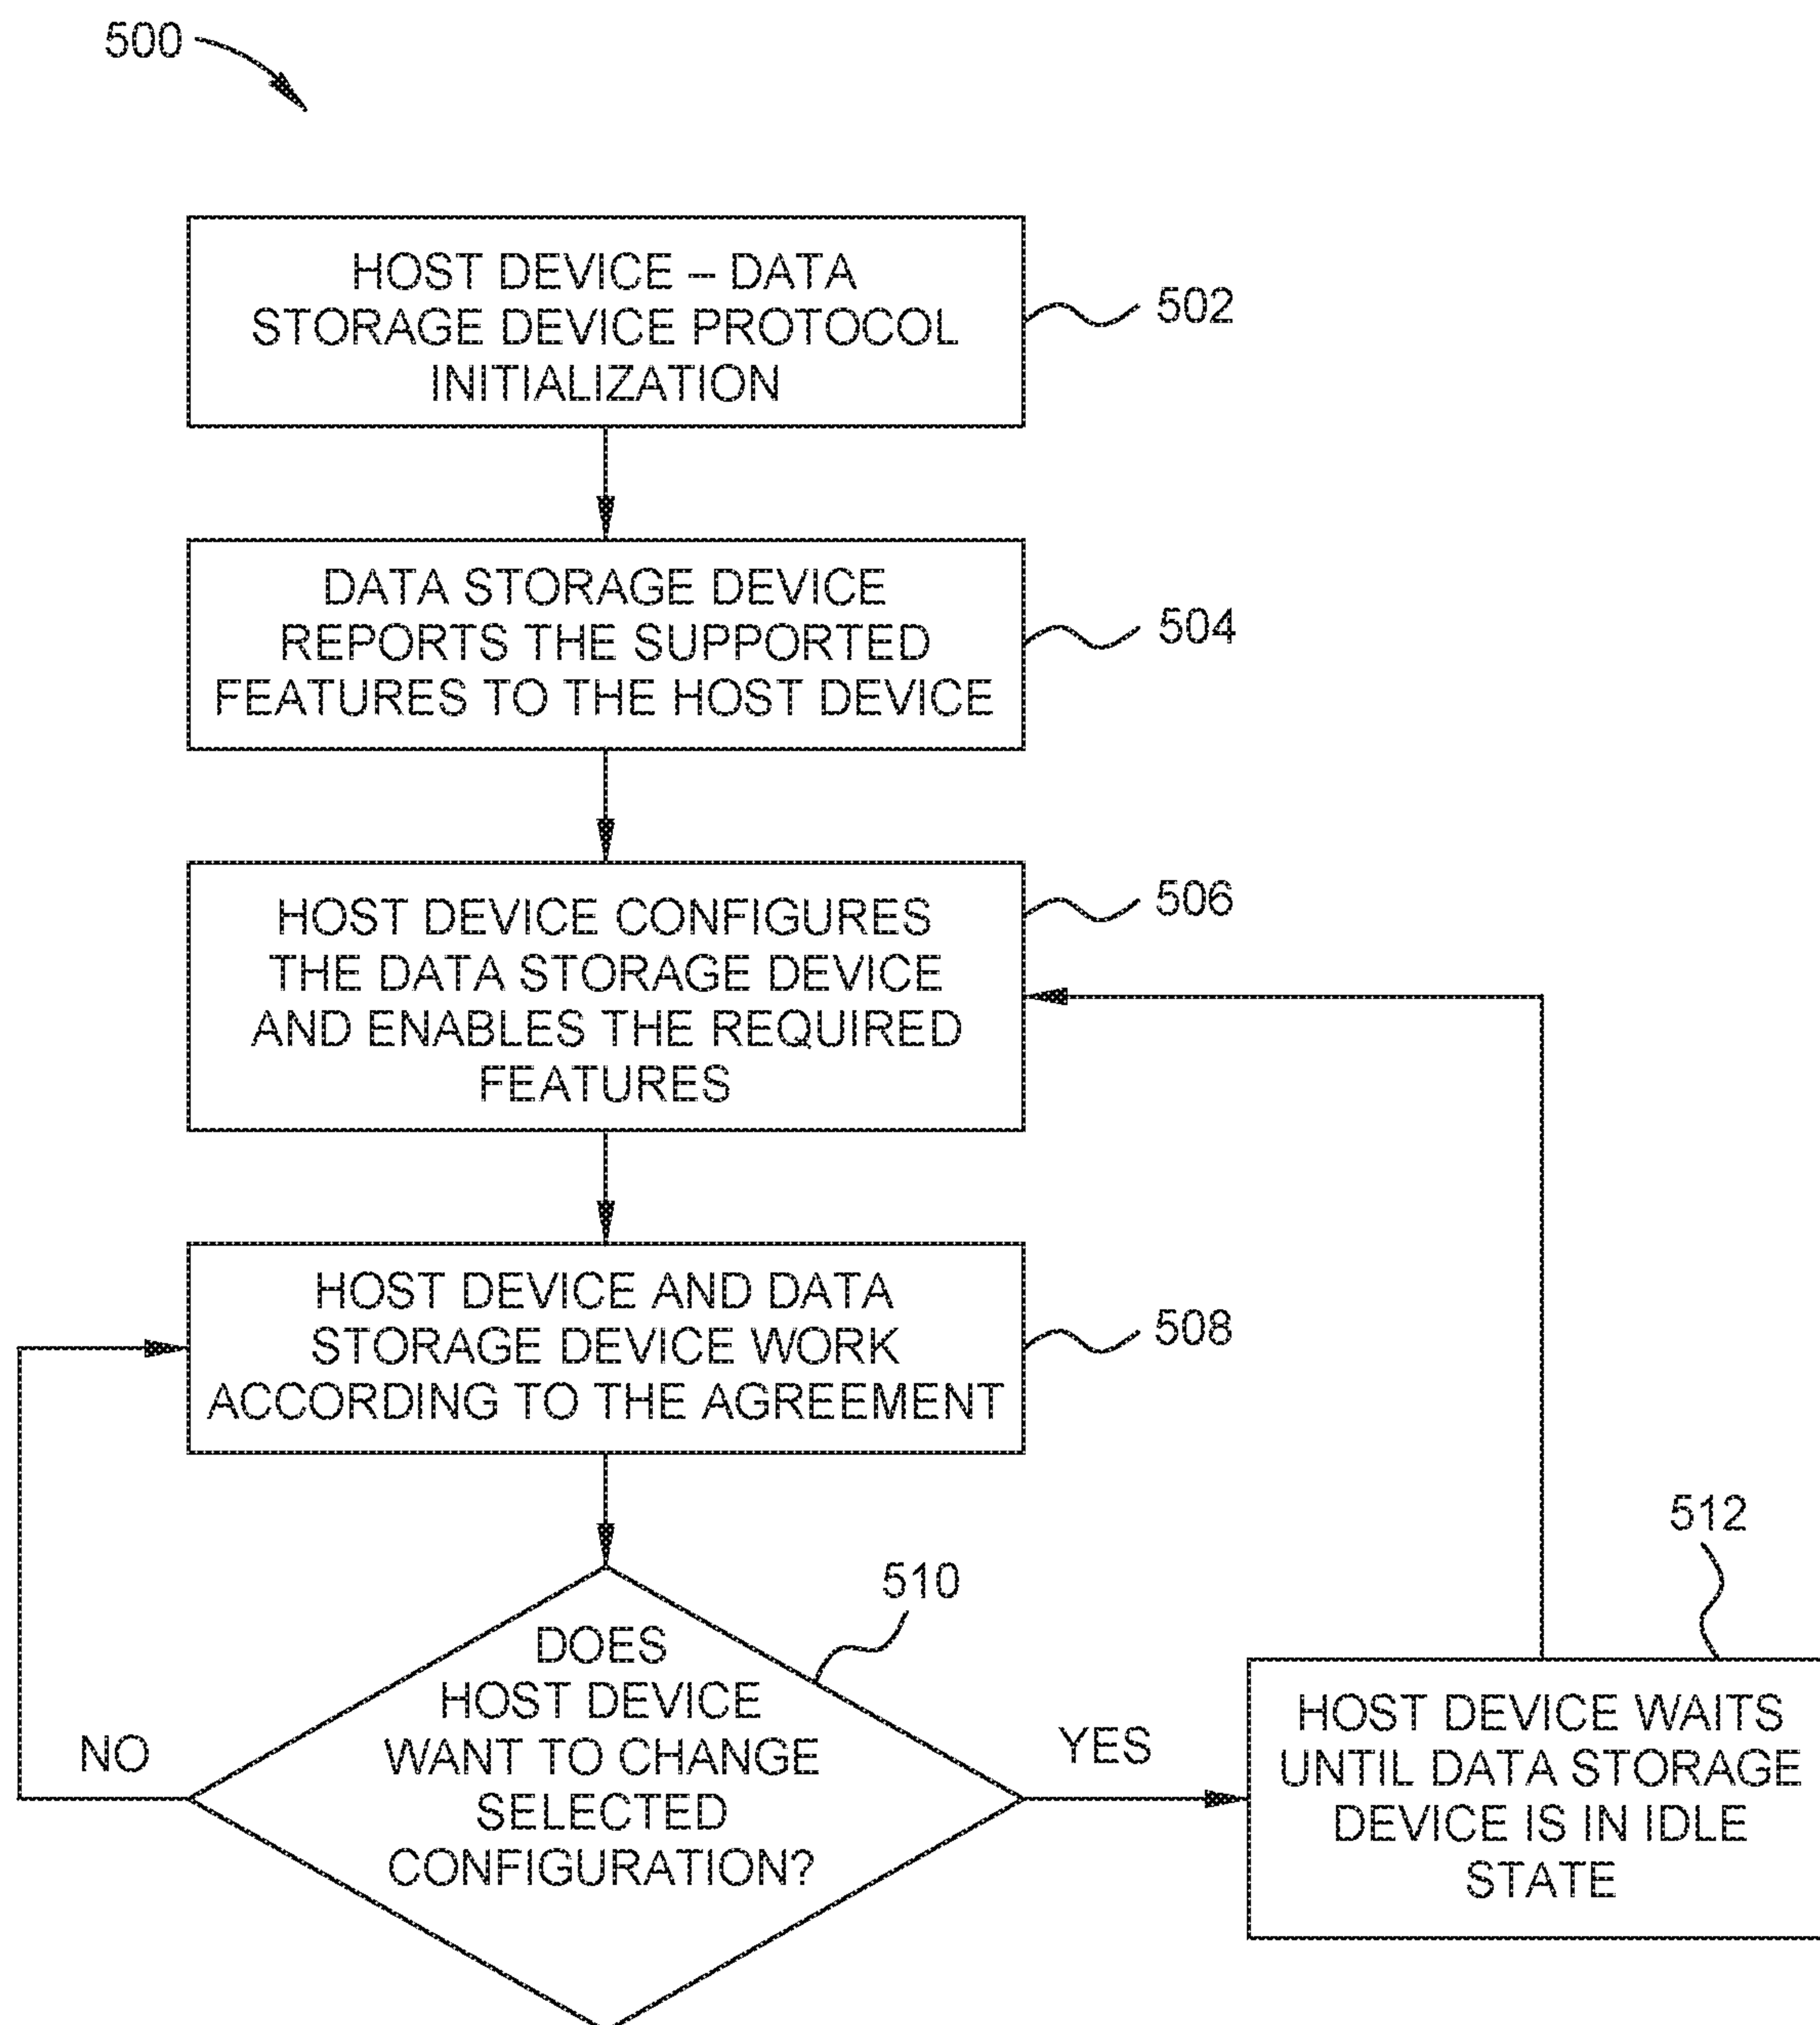 500
HOST DEVICE – DATA
STORAGE DEVICE PROTOCOL
INITIALIZATION
502
DATA STORAGE DEVICE
REPORTS THE SUPPORTED
FEATURES TO THE HOST DEVICE
504
HOST DEVICE CONFIGURES
THE DATA STORAGE DEVICE
AND ENABLES THE REQUIRED
FEATURES
506
HOST DEVICE AND DATA
STORAGE DEVICE WORK
ACCORDING TO THE AGREEMENT
508
DOES
HOST DEVICE
WANT TO CHANGE
SELECTED
CONFIGURATION?
510
NO
YES
HOST DEVICE WAITS
UNTIL DATA STORAGE
DEVICE IS IN IDLE
STATE
512